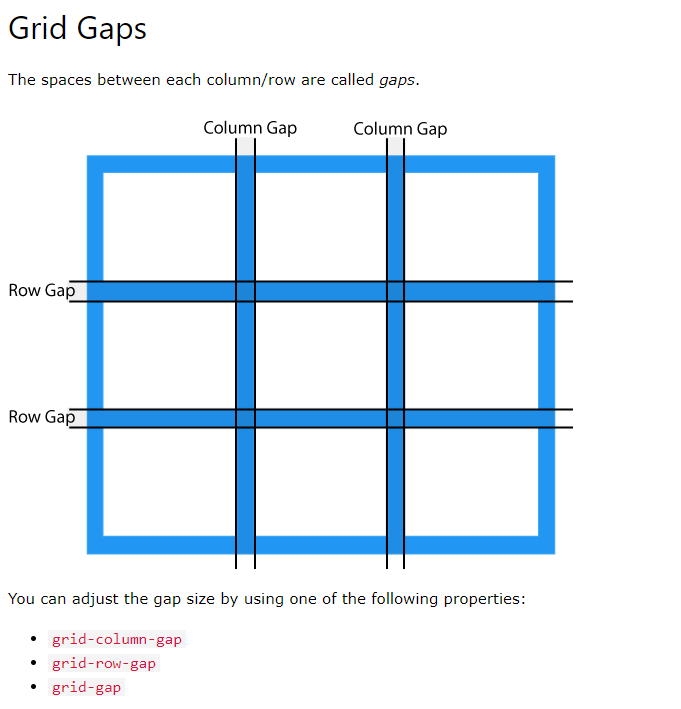 Grid Gaps
The spaces between each column/row are called gaps.
Column Gap
Column Gap
Row Gap
Row Gap
You can adjust the gap size by using one of the following properties:
• grid-column-gap
• grid-row-gap
• grid-gap